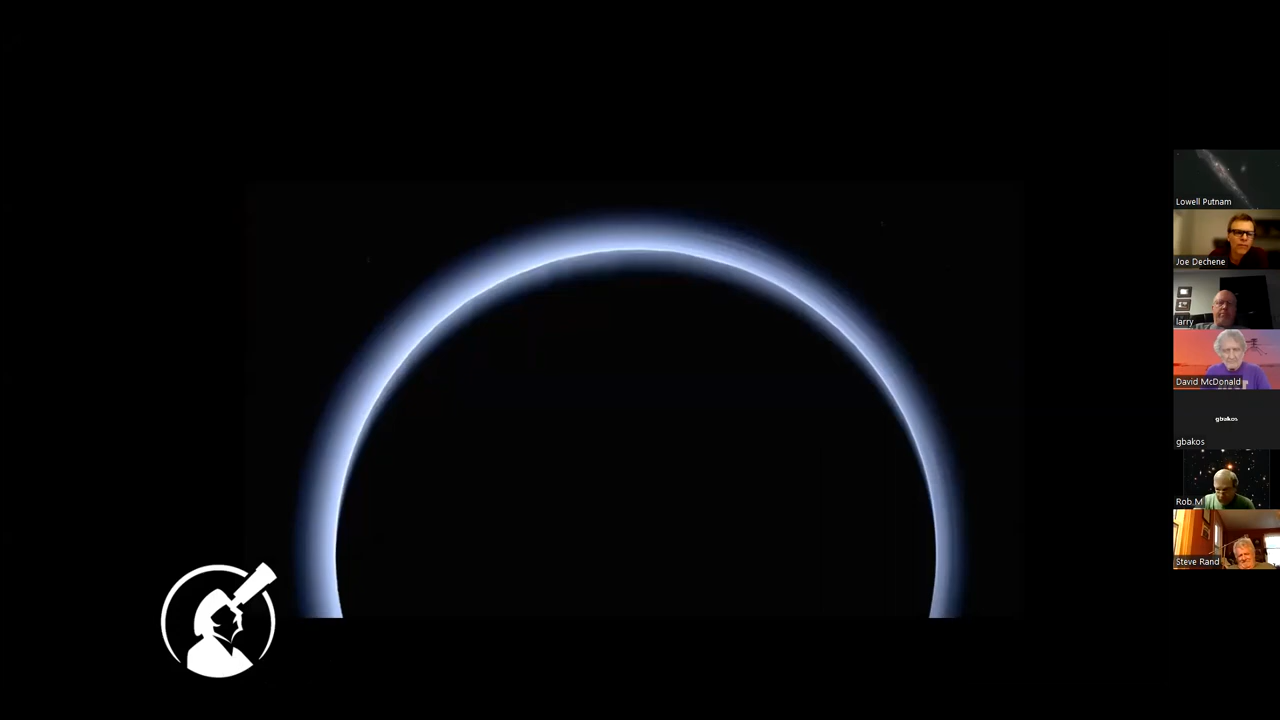 Lowell Putnam
Joe Dechene
larry
David McDonald
gbakos
gbakos
Rob M
Steve Rand